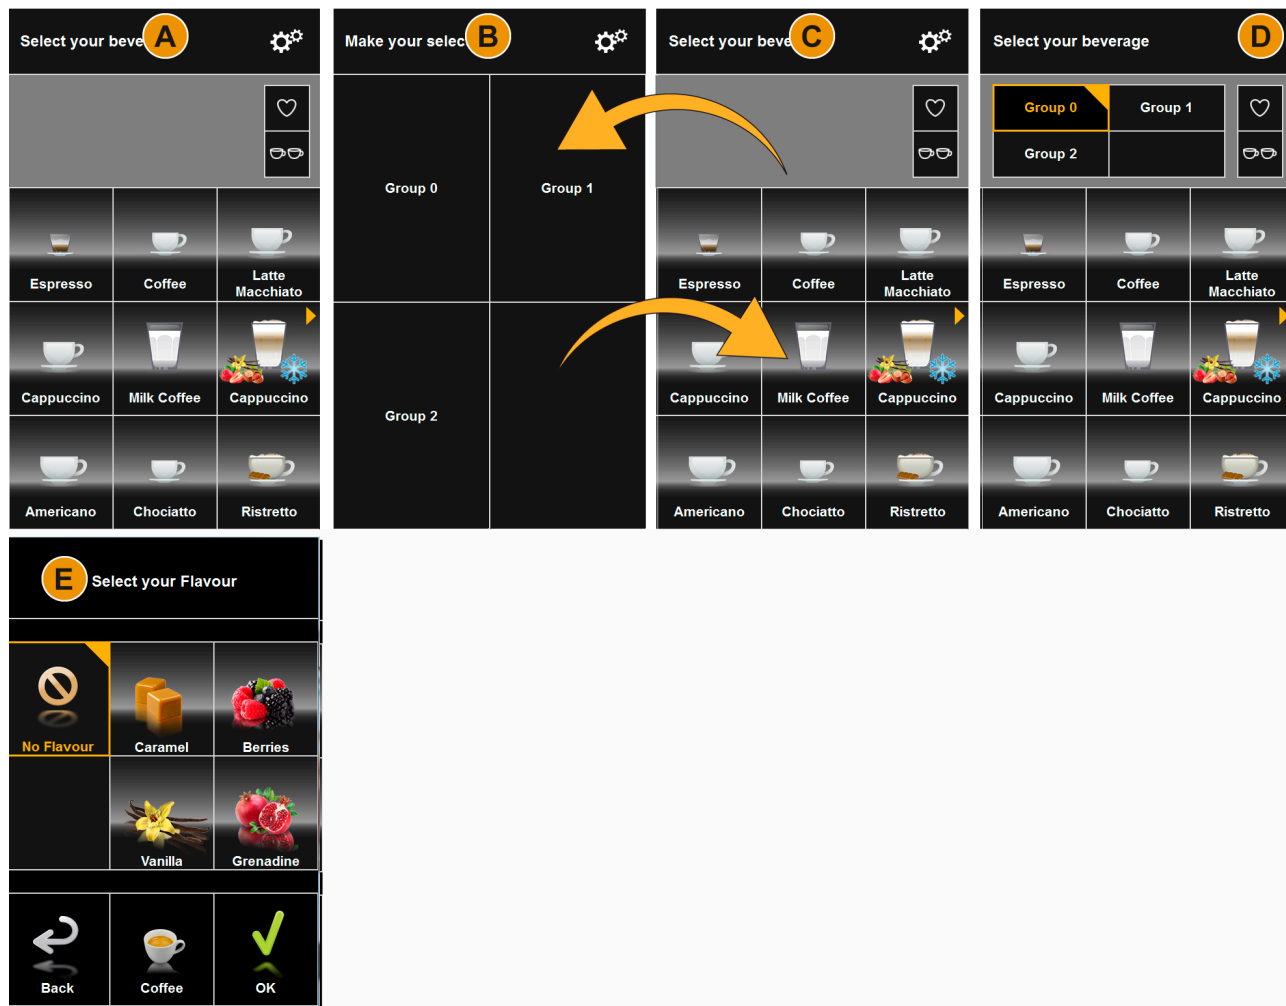 Select your beve
A
Espresso
Coffee
Latte
Macchiato
Cappuccino
Milk Coffee
Cappuccino
Americano
Chociatto
Ristretto
Make your selec
B
Group 0
Group 1
Group 2
Select your beve
C
Espresso
Coffee
Latte
Macchiato
Cappuccino
Milk Coffee
Cappuccino
Americano
Chociatto
Ristretto
Select your beverage
D
Group 0
Group 1
Group 2
Espresso
Coffee
Latte
Macchiato
Cappuccino
Milk Coffee
Cappuccino
Americano
Chociatto
Ristretto
E
Select your Flavour
No Flavour
Caramel
Berries
Vanilla
Grenadine
Back
Coffee
OK